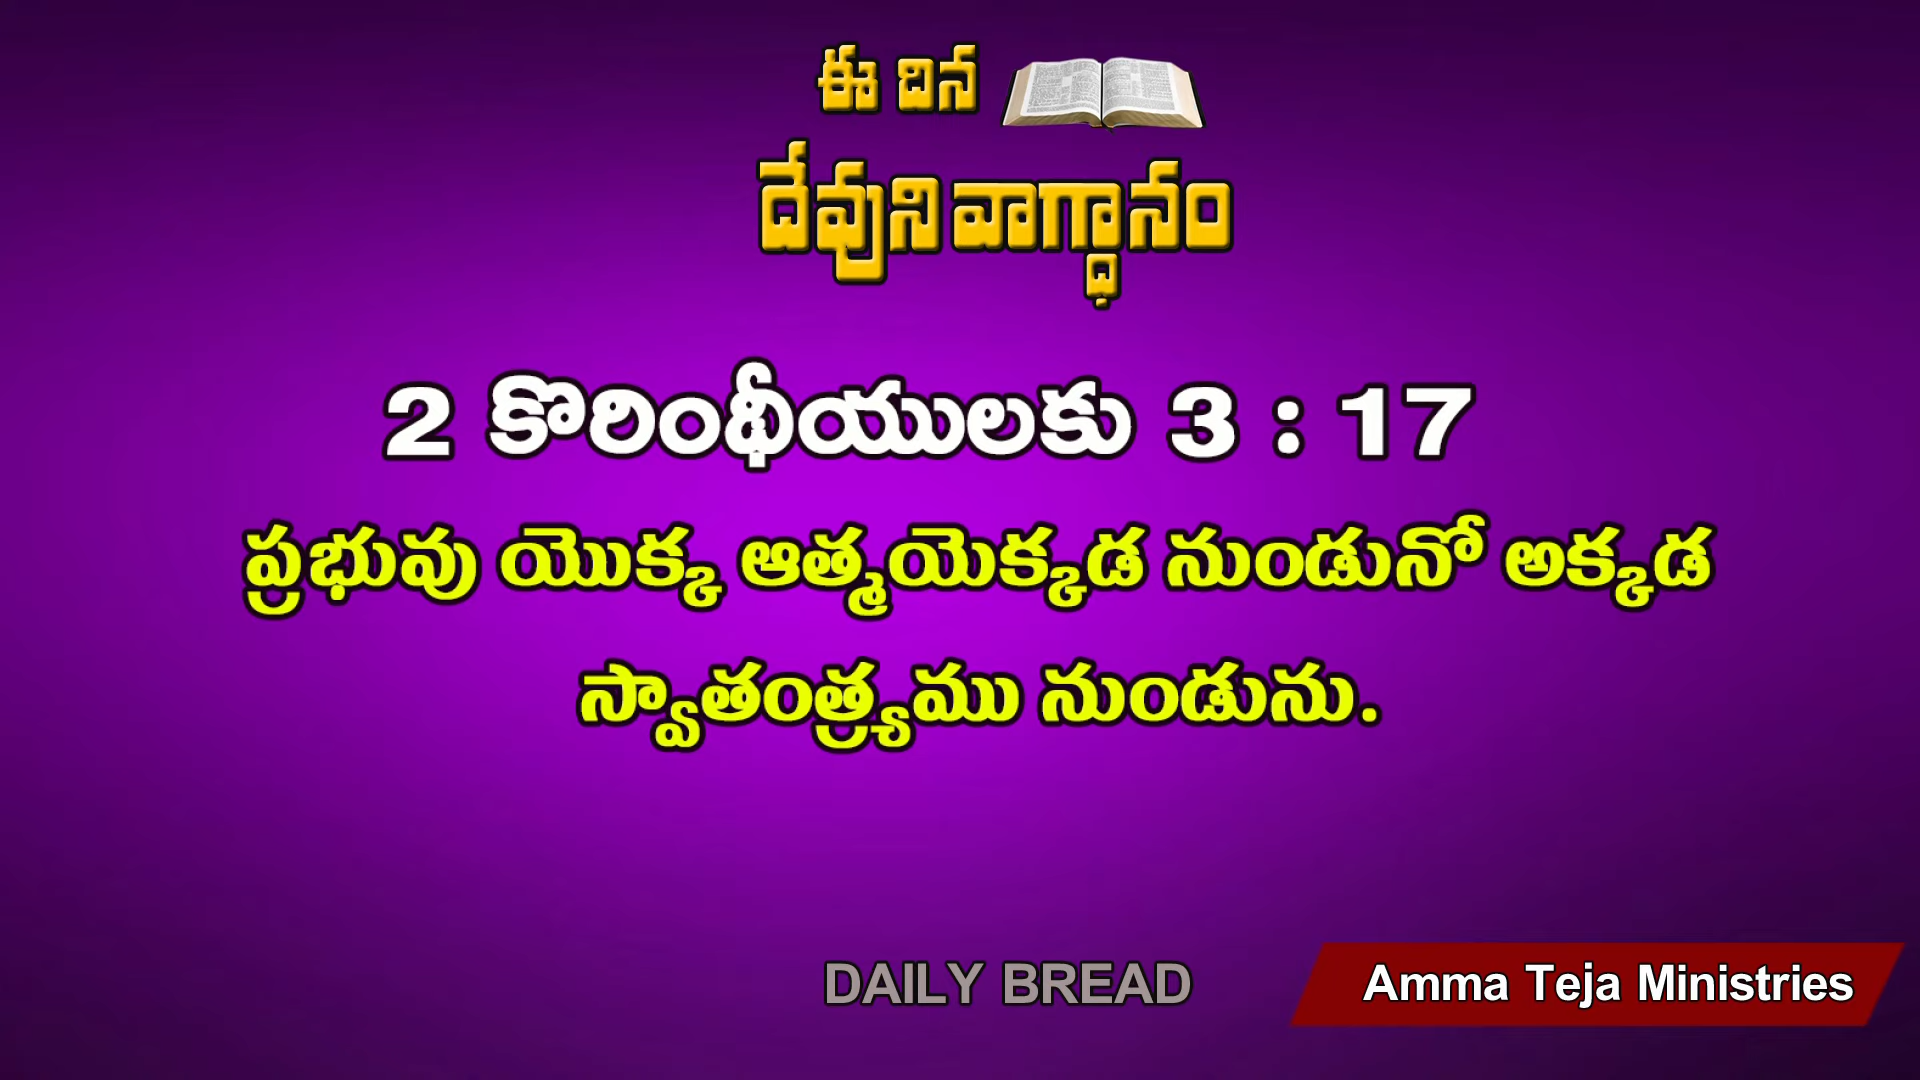 ఈ దిన
దేవుని వాగ్దానం
2 కొరింథీయులకు 3 : 17
ప్రభువు యొక్క ఆత్మయెక్కడ నుండునో అక్కడ
స్వాతంత్ర్యము నుండును.
DAILY BREAD
Amma Teja Ministries